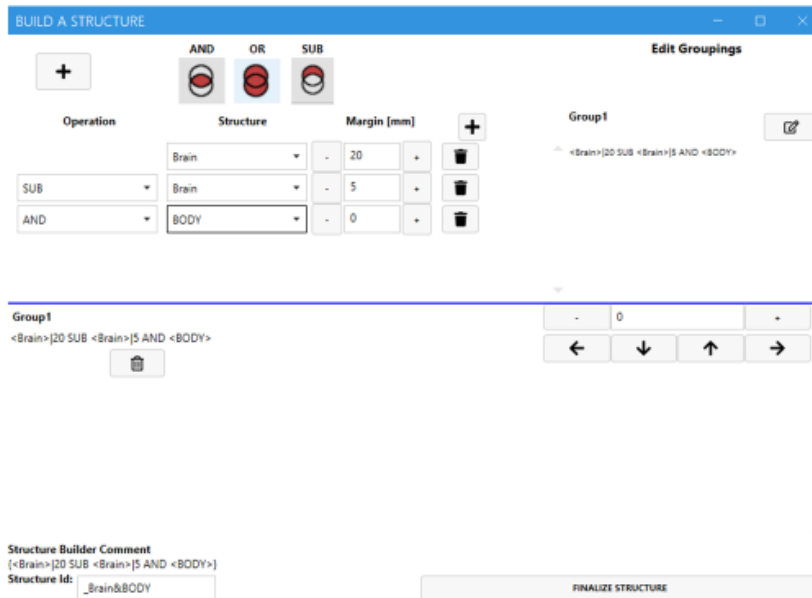 BUILD A STRUCTURE
AND OR SUB
Edit Groupings
+
Operation Structure Margin [mm] +
Group1
Brain - 20 +
<Brain>|20 SUB <Brain>|5 AND <BODY>
SUB Brain - 5 +
AND BODY - 0 +
Group1
- 0 +
<Brain>|20 SUB <Brain>|5 AND <BODY>
Structure Builder Comment
{<Brain>|20 SUB <Brain>|5 AND <BODY>}
Structure Id: _Brain&BODY
FINALIZE STRUCTURE